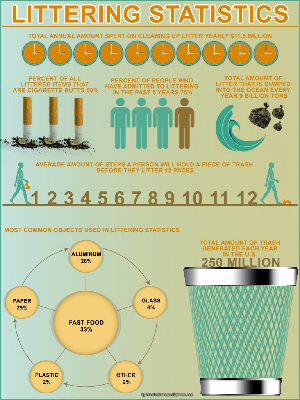 LITTERING STATISTICS
TOTAL ANNUAL AMOUNT SPENT ON CLEANING UP LITTER YEARLY $11.5 BILLION
PERCENT OF ALL
LITTERED ITEMS THAT
ARE CIGARETTE BUTTS 50%
PERCENT OF PEOPLE WHO
HAVE ADMITTED TO LITTERING
IN THE PAST 5 YEARS 75%
TOTAL AMOUNT OF
LITTER THAT IS DUMPED
INTO THE OCEAN EVERY
YEAR 9 BILLION TONS
AVERAGE AMOUNT OF STEPS A PERSON WILL HOLD A PIECE OF TRASH
BEFORE THEY LITTER 12 PACES
1 2 3 4 5 6 7 8 9 10 11 12
MOST COMMON OBJECTS USED IN LITTERING STATISTICS
ALUMINUM
28%
PAPER
29%
GLASS
6%
FAST FOOD
33%
PLASTIC
2%
OTHER
2%
TOTAL AMOUNT OF TRASH
GENERATED EACH YEAR
IN THE U.S.
250 MILLION